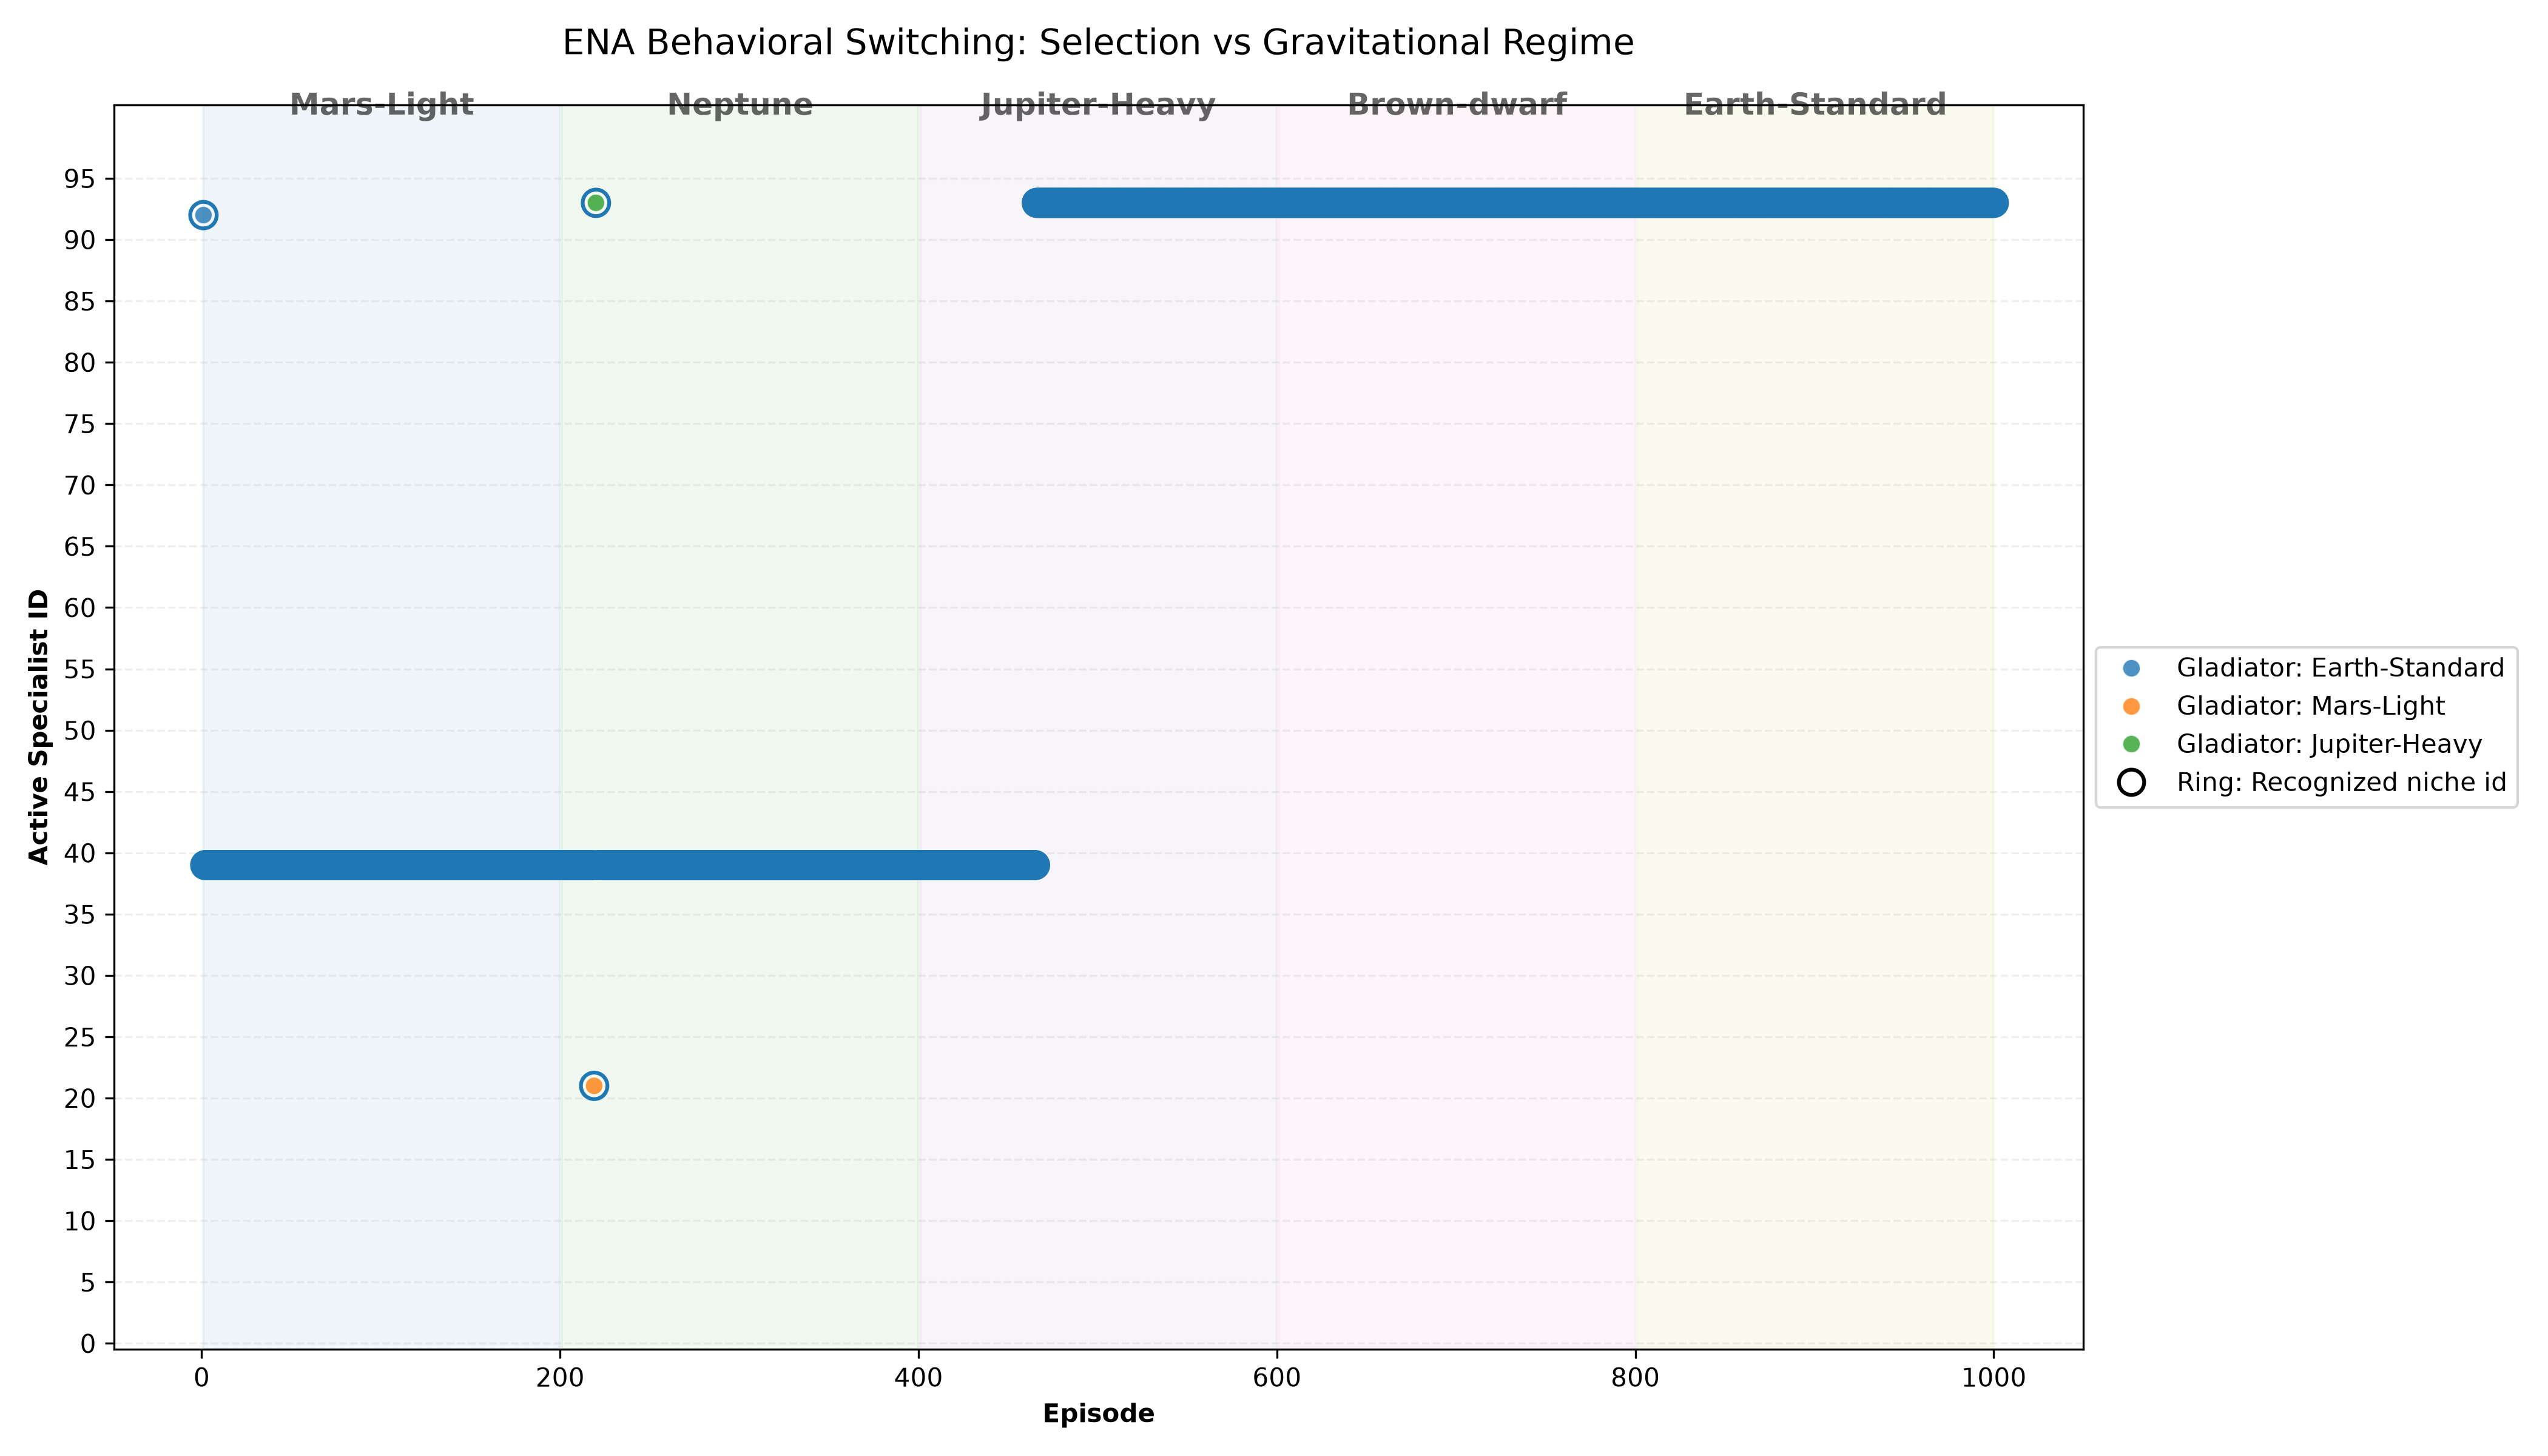 ENA Behavioral Switching: Selection vs Gravitational Regime
Mars-Light
Neptune
Jupiter-Heavy
Brown-dwarf
Earth-Standard
95
90
85
80
75
70
65
60
55
50
45
40
35
30
25
20
15
10
5
0
Active Specialist ID
0
200
400
600
800
1000
Episode
Gladiator: Earth-Standard
Gladiator: Mars-Light
Gladiator: Jupiter-Heavy
Ring: Recognized niche id